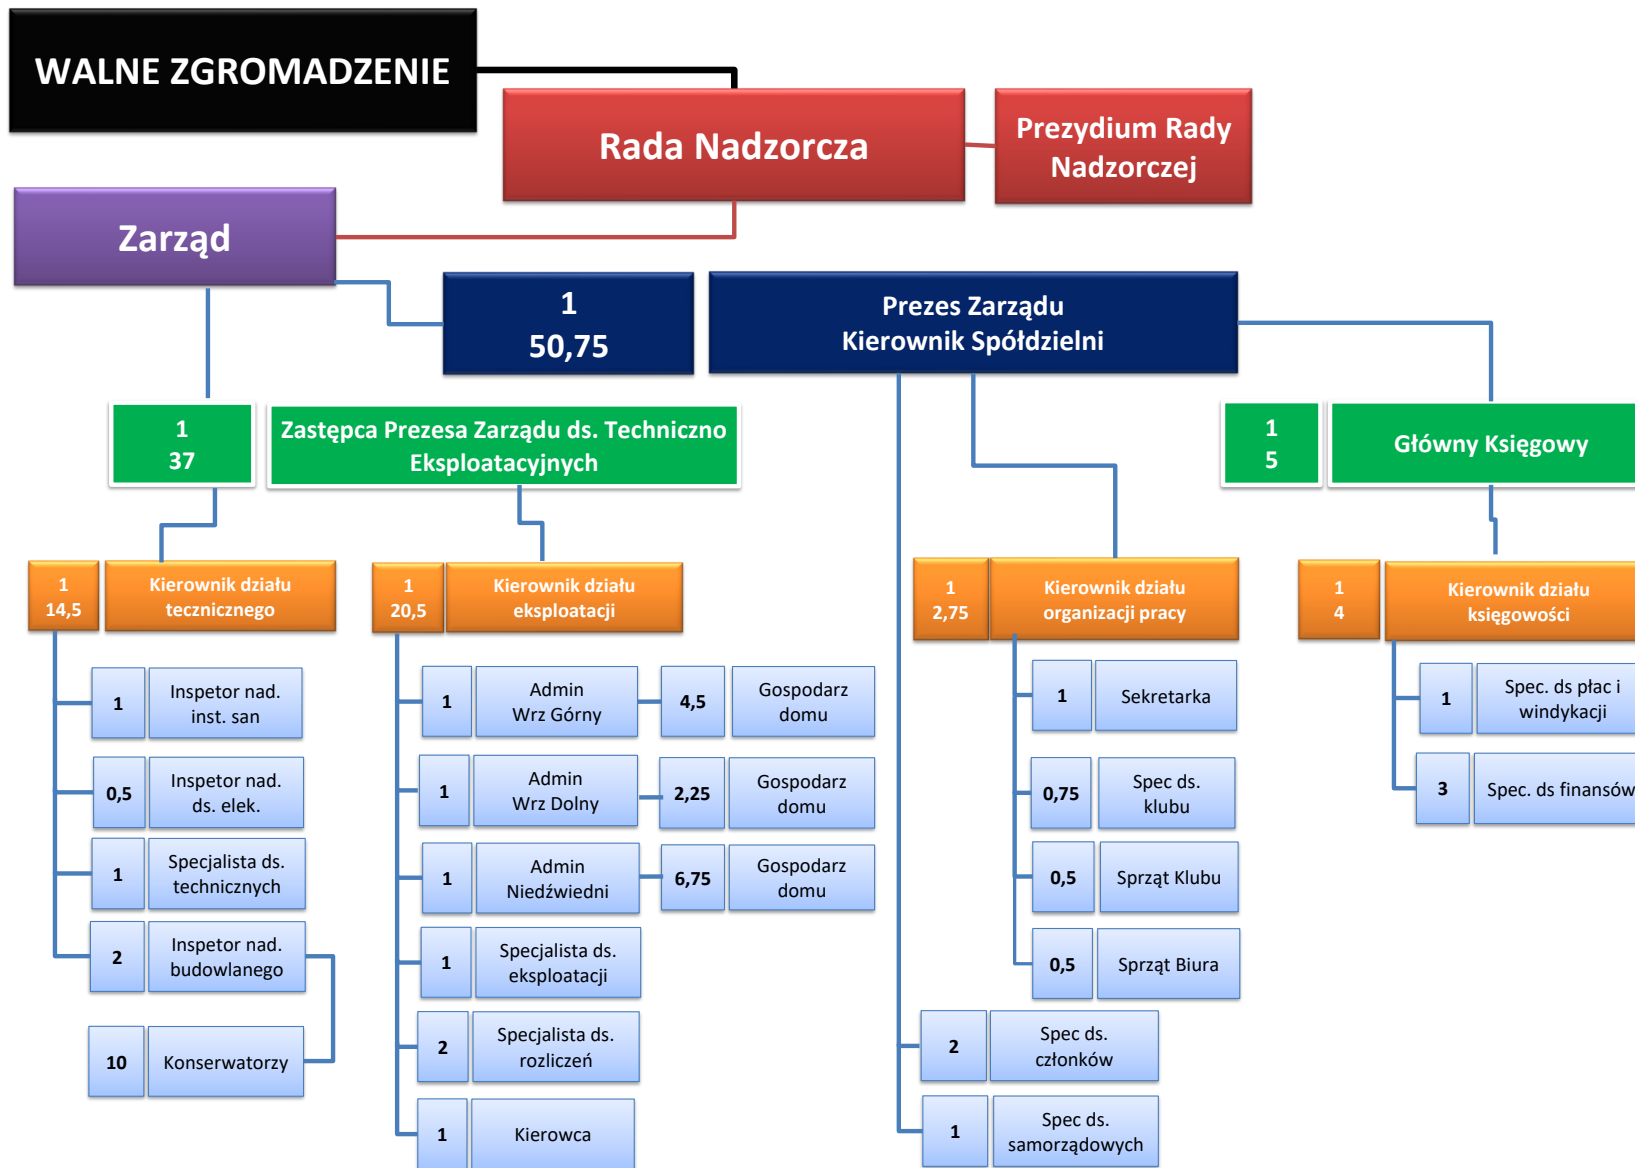 WALNE ZGROMADZENIE
Rada Nadzorcza
Prezydium Rady
Nadzorczej
Zarząd
1
50,75
Prezes Zarządu
Kierownik Spółdzielni
1
37
Zastępca Prezesa Zarządu ds. Techniczno
Eksploatacyjnych
1
5
Główny Księgowy
1
14,5
Kierownik działu
tecznicznego
1
20,5
Kierownik działu
eksploatacji
1
2,75
Kierownik działu
organizacji pracy
1
4
Kierownik działu
księgowości
1
Inspetor nad.
inst. san
0,5
Inspetor nad.
ds. elek.
1
Specjalista ds.
technicznych
2
Inspetor nad.
budowlanego
10
Konserwatorzy
1
Admin
Wrz Górny
4,5
Gospodarz
domu
1
Admin
Wrz Dolny
2,25
Gospodarz
domu
1
Admin
Niedźwiedni
6,75
Gospodarz
domu
1
Specjalista ds.
eksploatacji
2
Specjalista ds.
rozliczeń
1
Kierowca
1
Sekretarka
0,75
Spec ds.
klubu
0,5
Sprząt Klubu
0,5
Sprząt Biura
2
Spec ds.
członków
1
Spec ds.
samorządowych
1
Spec. ds płac i
windykacji
3
Spec. ds finansów